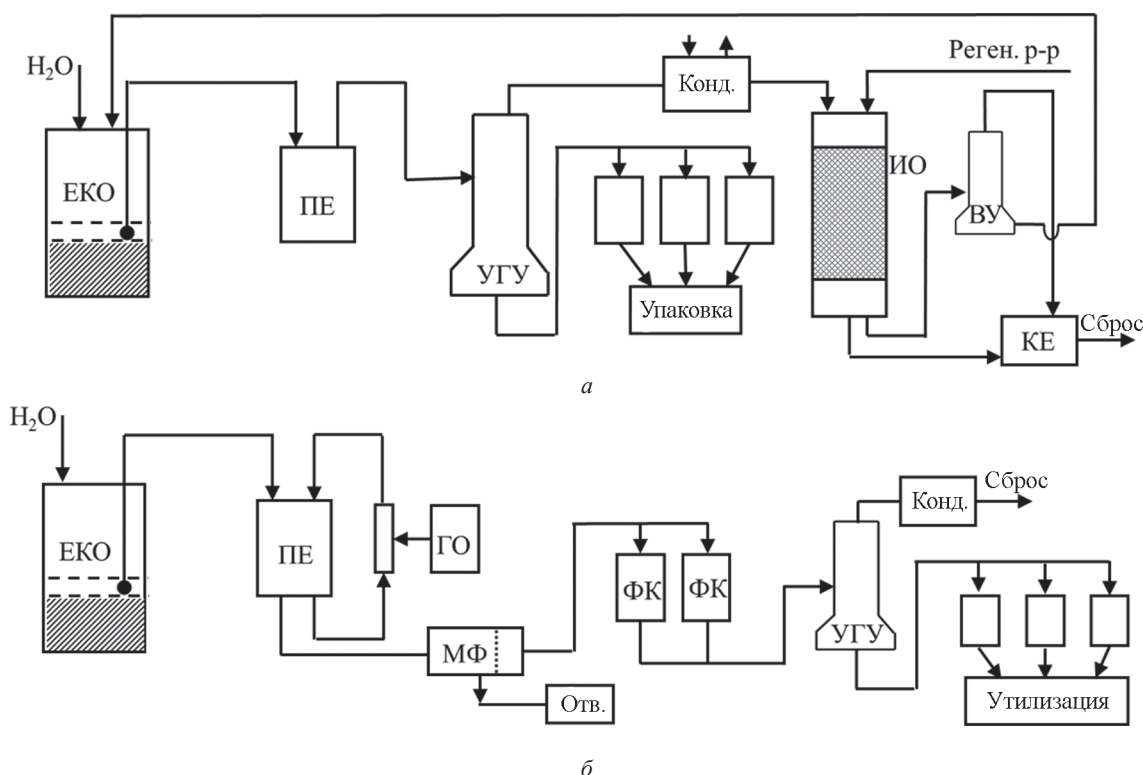 H₂O
Реген. р-р
Конд.
ЕКО
ПЕ
ИО
ВУ
УГУ
Упаковка
КЕ
Сброс
а
H₂O
Сброс
Конд.
ЕКО
ПЕ
ГО
ФК
ФК
УГУ
МФ
Отв.
Утилизация
б